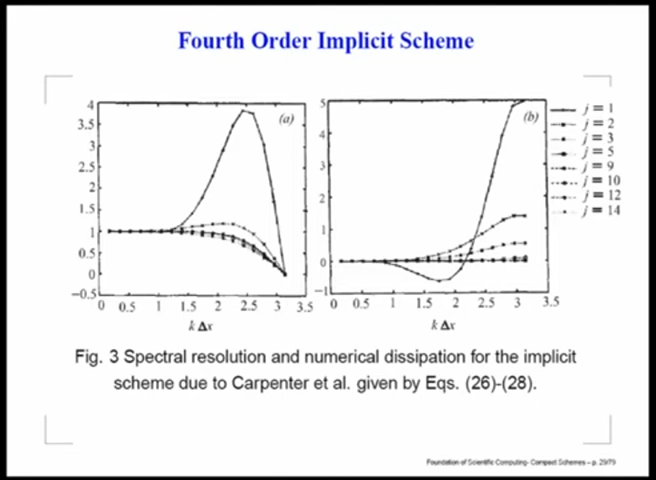 Fourth Order Implicit Scheme
4
3.5
3
2.5
2
1.5
1
0.5
0
−0.5
(a)
0 0.5 1 1.5 2 2.5 3 3.5
k Δx
5
4
3
2
1
0
−1
(b)
0 0.5 1 1.5 2 2.5 3 3.5
k Δx
j = 1
j = 2
j = 3
j = 5
j = 9
j = 10
j = 12
j = 14
Fig. 3 Spectral resolution and numerical dissipation for the implicit
scheme due to Carpenter et al. given by Eqs. (26)-(28).
Foundation of Scientific Computing- Compact Schemes – p. 29/79